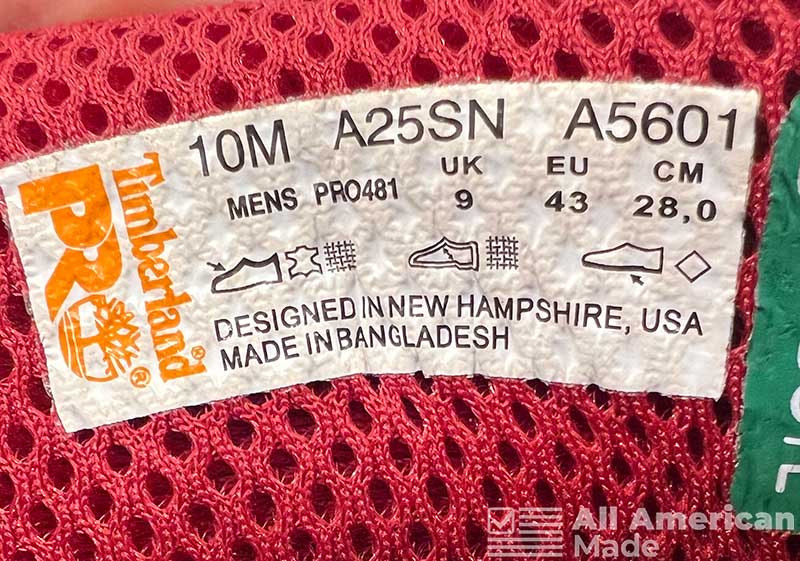 10M A25SN A5601
MENS PRO481 UK 9 EU 43 CM 28,0
Timberland®
PRO®
DESIGNED IN NEW HAMPSHIRE, USA
MADE IN BANGLADESH
All American
Made